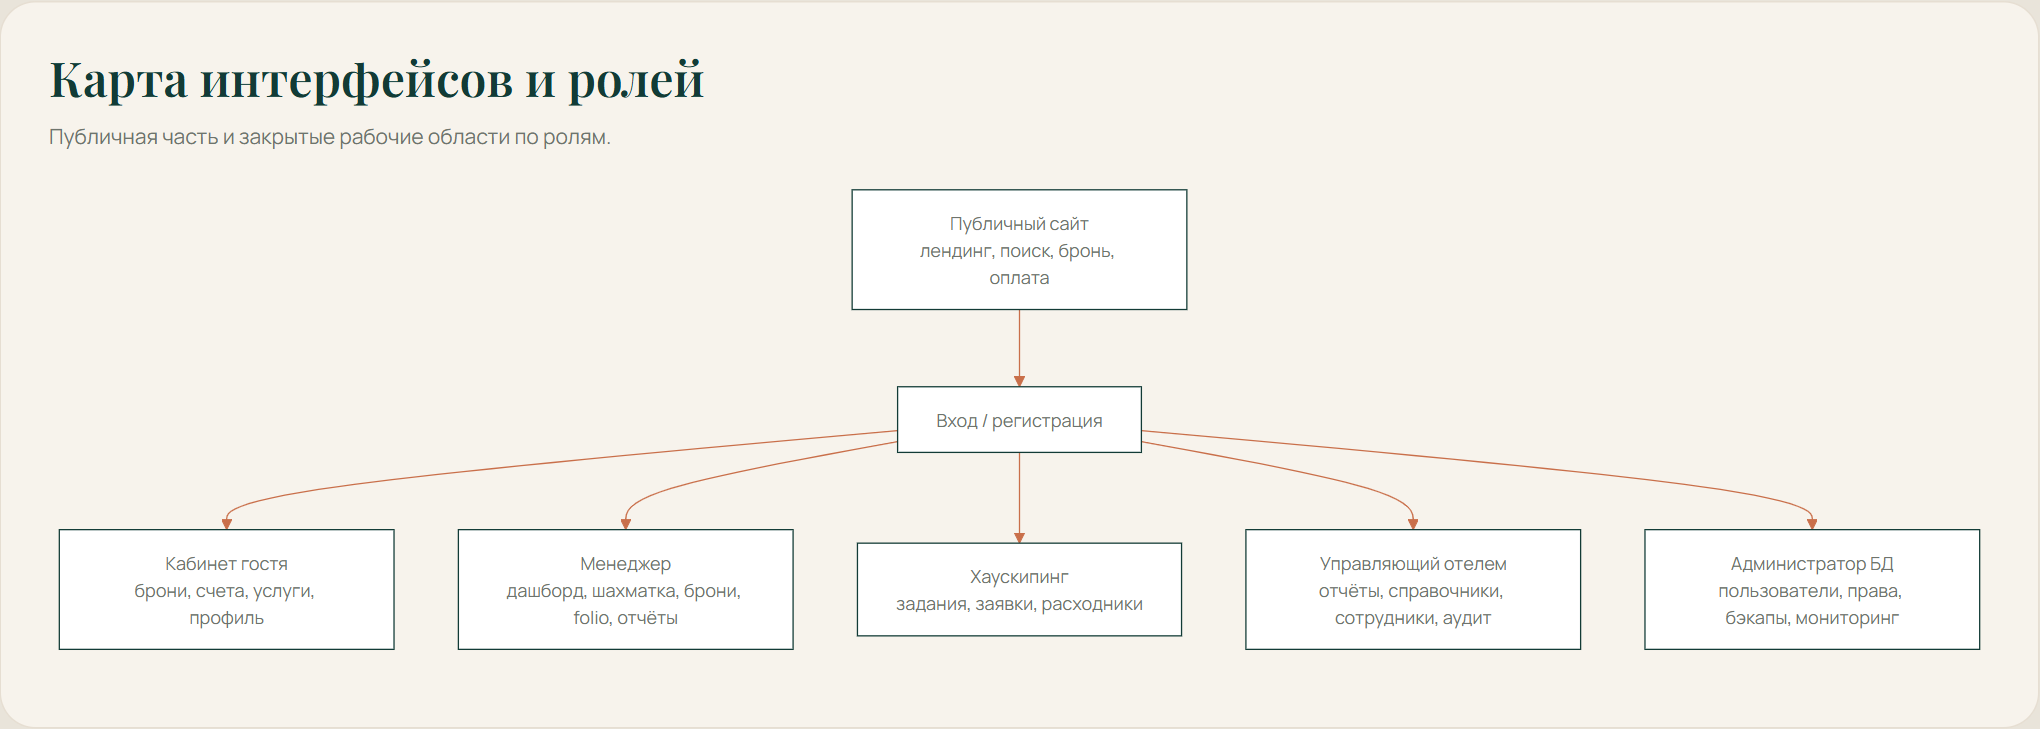 Карта интерфейсов и ролей
Публичная часть и закрытые рабочие области по ролям.
Публичный сайт
лендинг, поиск, бронь,
оплата
Вход / регистрация
Кабинет гостя
брони, счета, услуги,
профиль
Менеджер
дашборд, шахматка, брони,
folio, отчёты
Хаускипинг
задания, заявки, расходники
Управляющий отелем
отчёты, справочники,
сотрудники, аудит
Администратор БД
пользователи, права,
бэкапы, мониторинг